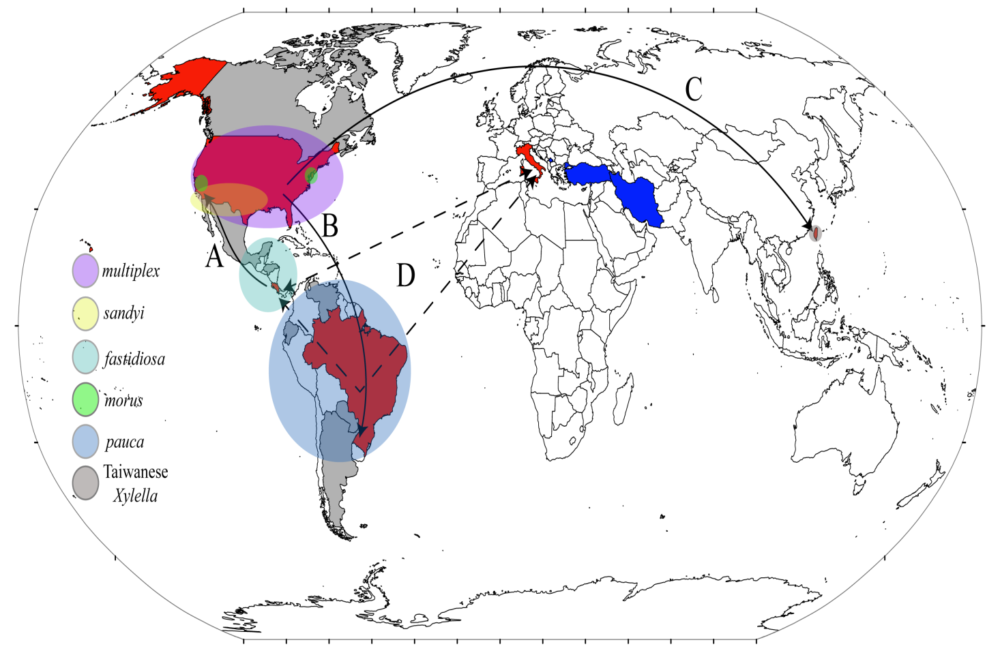 C
B
A
D
multiplex
sandyi
fastidiosa
morus
pauca
Taiwanese
Xylella